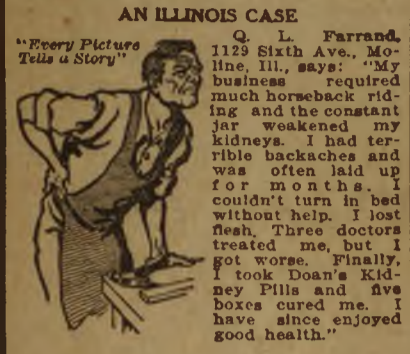 AN ILLINOIS CASE
"Every Picture
Tells a Story"
Q. L. Farrand,
1129 Sixth Ave., Mo-
line, Ill., says: "My
business required
much horseback rid-
ing and the constant
jar weakened my
kidneys. I had ter-
rible backaches and
was often laid up
for months. I
couldn't turn in bed
without help. I lost
flesh. Three doctors
treated me, but I
got worse. Finally,
I took Doan's Kid-
ney Pills and five
boxes cured me. I
have since enjoyed
good health."